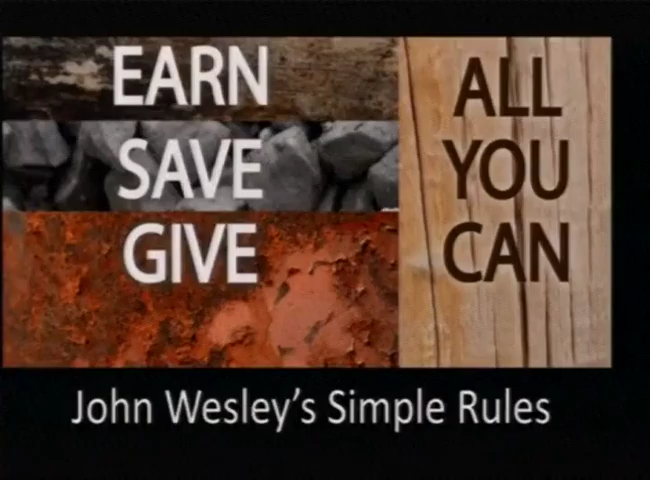 EARN
SAVE
GIVE
ALL
YOU
CAN
John Wesley's Simple Rules